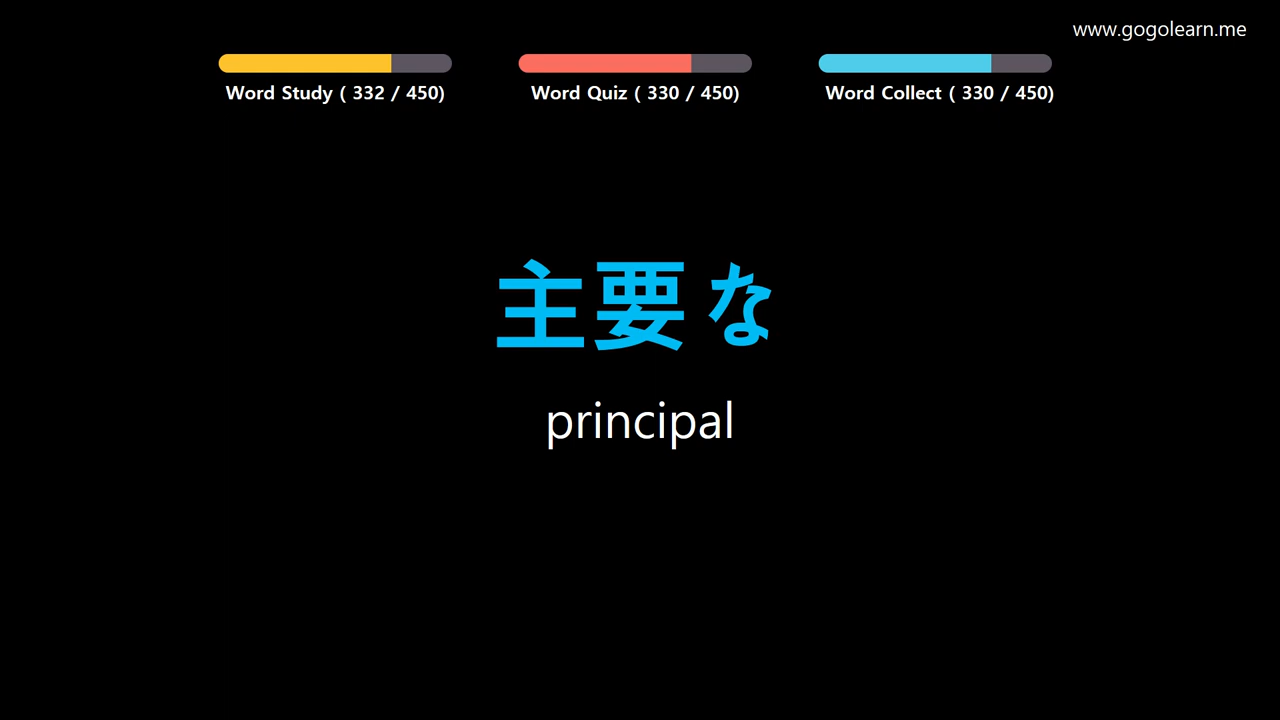 www.gogolearn.me
Word Study ( 332 / 450)
Word Quiz ( 330 / 450)
Word Collect ( 330 / 450)
主要な
principal